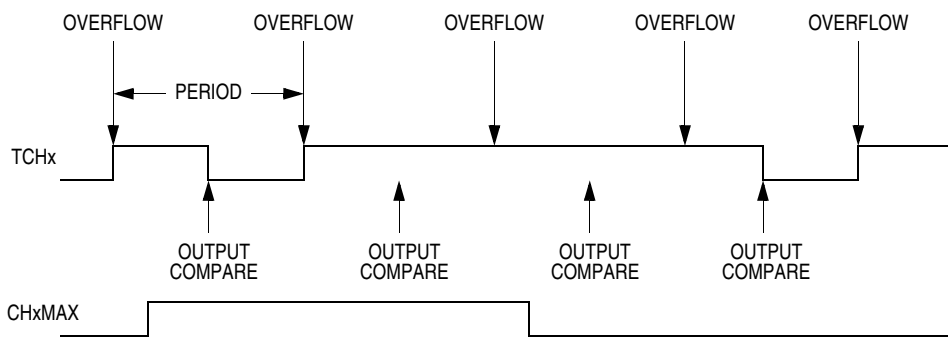 OVERFLOW OVERFLOW OVERFLOW OVERFLOW OVERFLOW
PERIOD
TCHx
OUTPUT COMPARE
OUTPUT COMPARE
OUTPUT COMPARE
OUTPUT COMPARE
CHxMAX